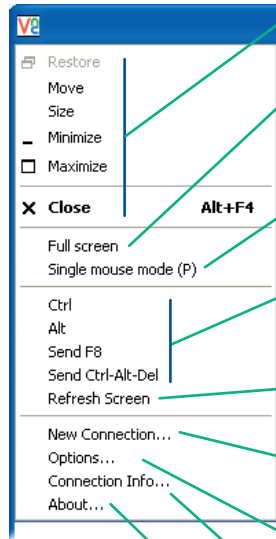 Restore
Move
Size
Minimize
Maximize
Close Alt+F4
Full screen
Single mouse mode (P)
Ctrl
Alt
Send F8
Send Ctrl-Alt-Del
Refresh Screen
New Connection...
Options...
Connection Info...
About...